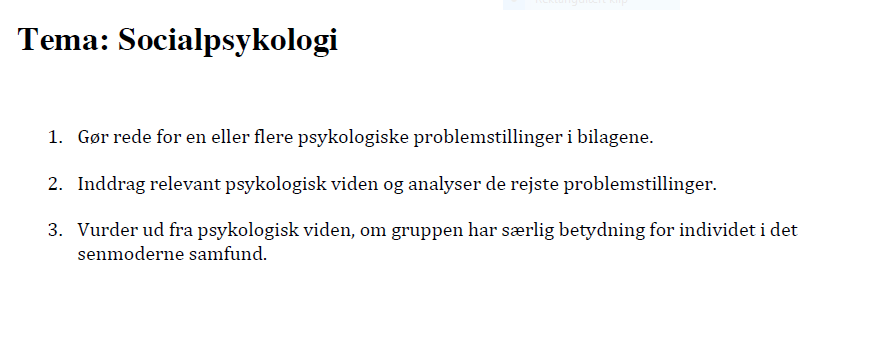 Tema: Socialpsykologi
1. Gør rede for en eller flere psykologiske problemstillinger i bilagene.
2. Inddrag relevant psykologisk viden og analyser de rejste problemstillinger.
3. Vurder ud fra psykologisk viden, om gruppen har særlig betydning for individet i det
senmoderne samfund.